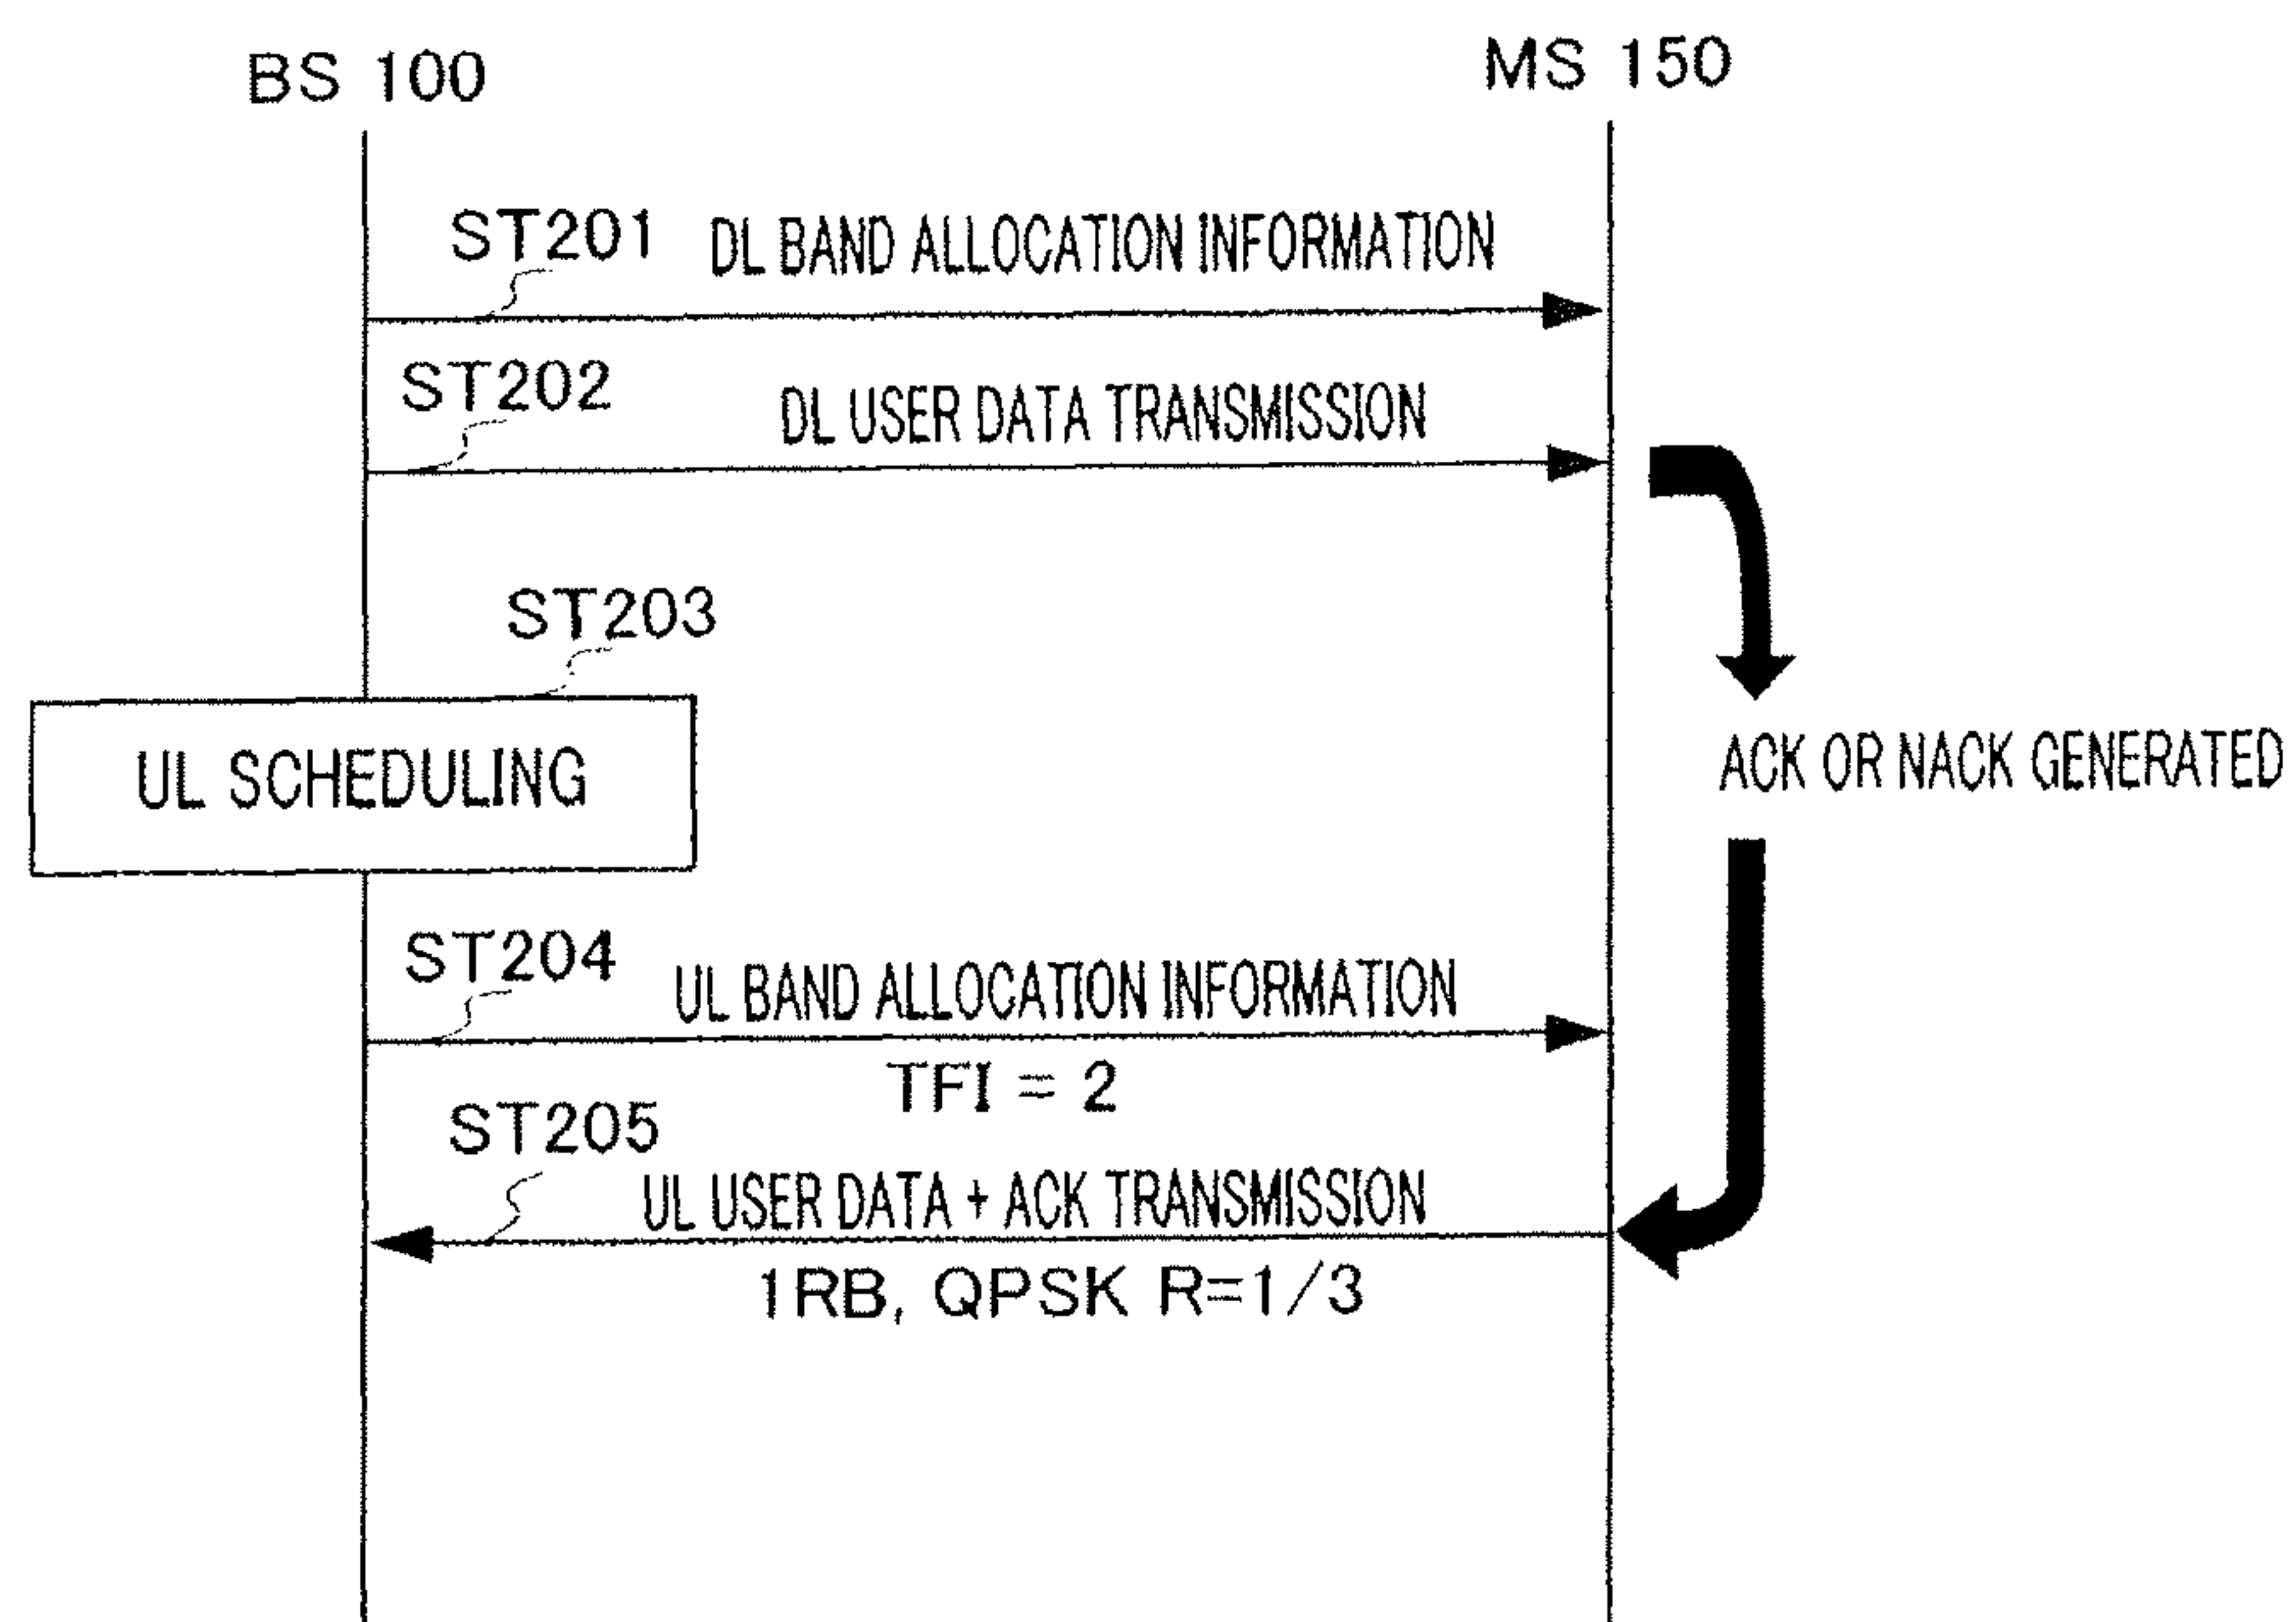 BS 100
MS 150
ST201
DL BAND ALLOCATION INFORMATION
ST202
DL USER DATA TRANSMISSION
ST203
UL SCHEDULING
ACK OR NACK GENERATED
ST204
UL BAND ALLOCATION INFORMATION
TFI = 2
ST205
UL USER DATA + ACK TRANSMISSION
1RB, QPSK R=1/3